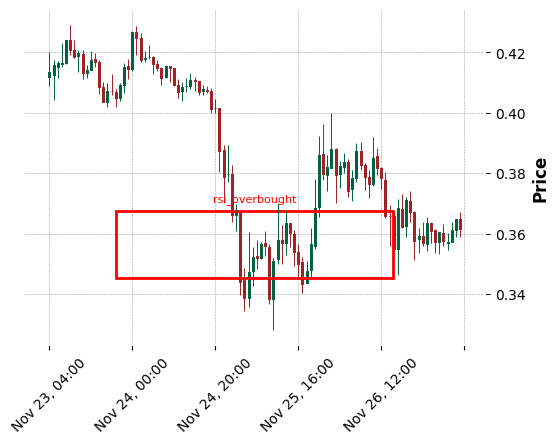 0.42
0.40
0.38
rsi_overbought
0.36
0.34
Price
Nov 23, 04:00
Nov 24, 00:00
Nov 24, 20:00
Nov 25, 16:00
Nov 26, 12:00